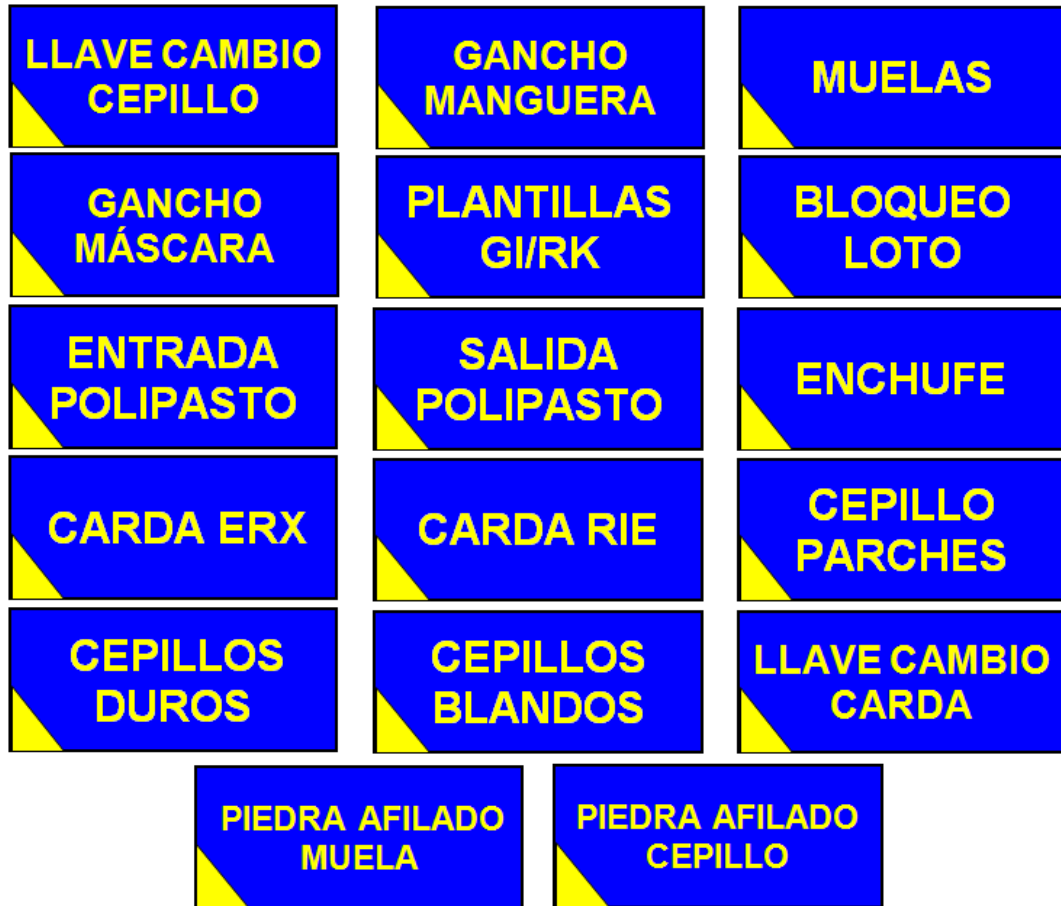 LLAVE CAMBIO
CEPILLO
GANCHO
MANGUERA
MUELAS
GANCHO
MÁSCARA
PLANTILLAS
GI/RK
BLOQUEO
LOTO
ENTRADA
POLIPASTO
SALIDA
POLIPASTO
ENCHUFE
CARDA ERX
CARDA RIE
CEPILLO
PARCHES
CEPILLOS
DUROS
CEPILLOS
BLANDOS
LLAVE CAMBIO
CARDA
PIEDRA AFILADO
MUELA
PIEDRA AFILADO
CEPILLO